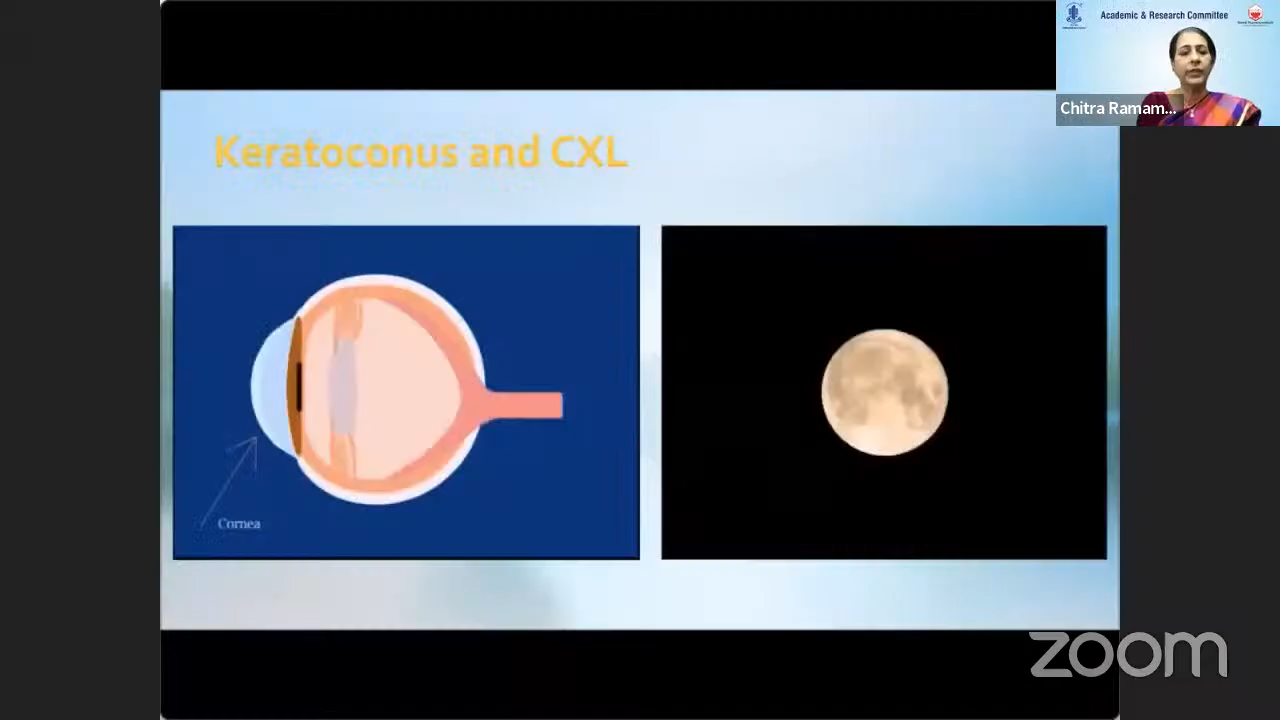 Academic & Research Committee
Chitra Ramam...
Keratoconus and CXL
Cornea
zoom